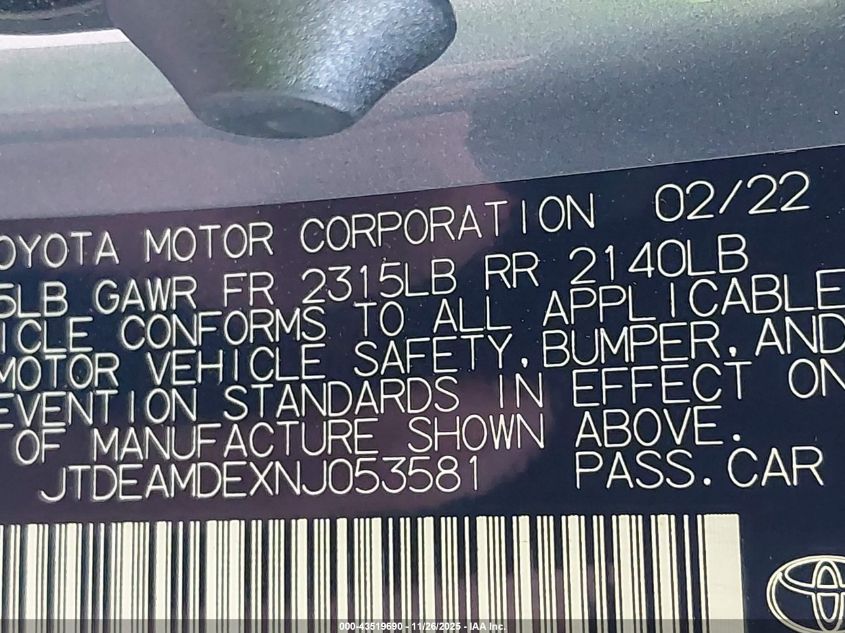 OYOTA MOTOR CORPORATION 02/22
5LB GAWR FR 2315LB RR 2140LB
ICLE CONFORMS TO ALL APPLICABLE
MOTOR VEHICLE SAFETY, BUMPER, AND
EVENTION STANDARDS IN EFFECT ON
OF MANUFACTURE SHOWN ABOVE.
JTDEAMDEXNJ053581 PASS.CAR
000-43519690 - 11/26/2025 - IAA Inc.